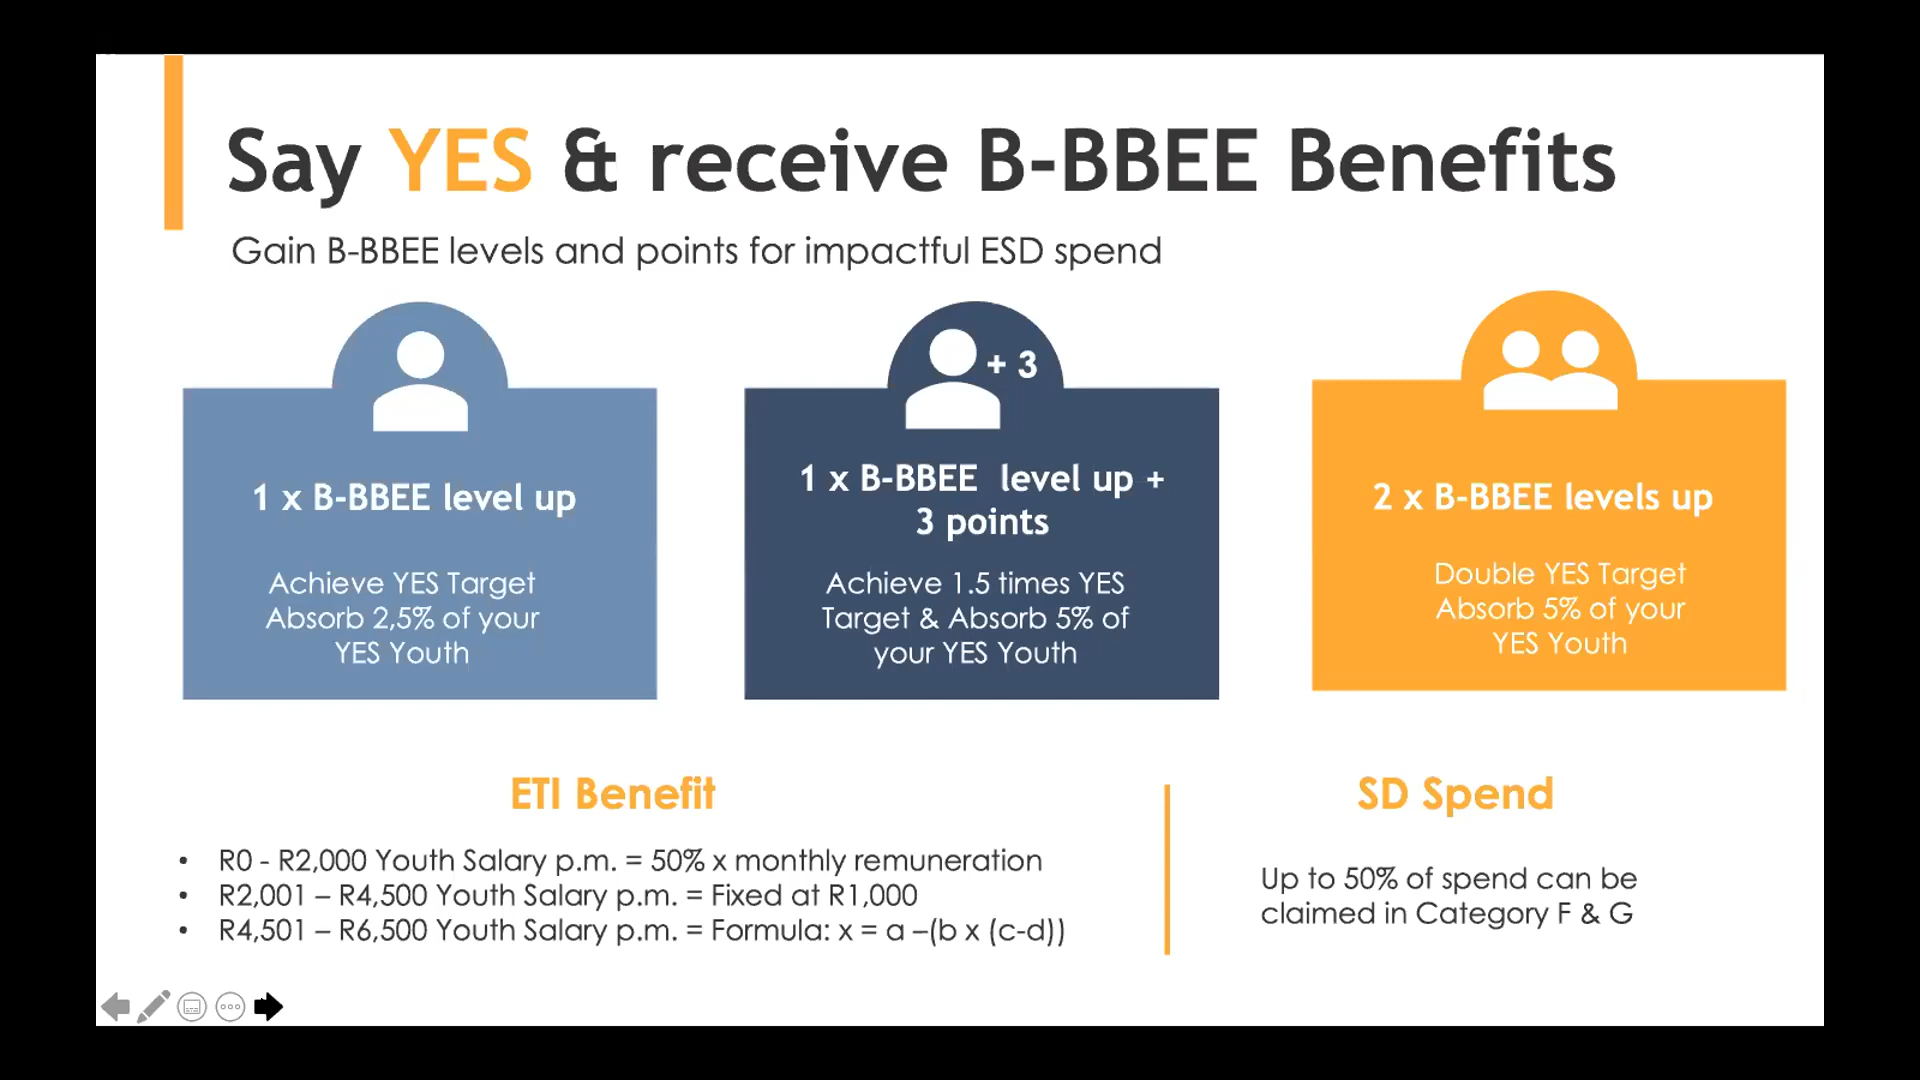 Say YES & receive B-BBEE Benefits
Gain B-BBEE levels and points for impactful ESD spend
1 x B-BBEE level up
Achieve YES Target
Absorb 2,5% of your
YES Youth
+ 3
1 x B-BBEE level up +
3 points
Achieve 1.5 times YES
Target & Absorb 5% of
your YES Youth
2 x B-BBEE levels up
Double YES Target
Absorb 5% of your
YES Youth
ETI Benefit
• R0 - R2,000 Youth Salary p.m. = 50% x monthly remuneration
• R2,001 – R4,500 Youth Salary p.m. = Fixed at R1,000
• R4,501 – R6,500 Youth Salary p.m. = Formula: x = a –(b x (c-d))
SD Spend
Up to 50% of spend can be
claimed in Category F & G